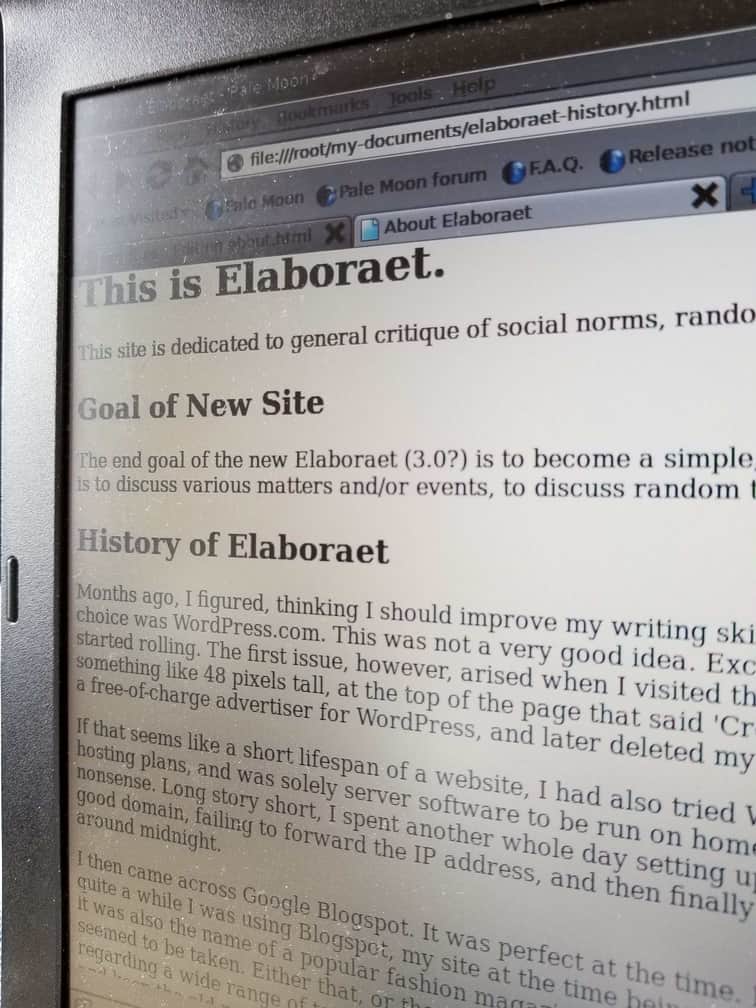 Pale Moon
History Bookmarks Tools Help
file:///root/my-documents/elaboraet-history.html
Visited Pale Moon Pale Moon forum F.A.Q. Release not
about.html About Elaboraet
This is Elaboraet.
This site is dedicated to general critique of social norms, rando
Goal of New Site
The end goal of the new Elaboraet (3.0?) is to become a simple,
is to discuss various matters and/or events, to discuss random t
History of Elaboraet
Months ago, I figured, thinking I should improve my writing ski
choice was WordPress.com. This was not a very good idea. Exc
started rolling. The first issue, however, arised when I visited th
something like 48 pixels tall, at the top of the page that said 'Cr
a free-of-charge advertiser for WordPress, and later deleted my
If that seems like a short lifespan of a website, I had also tried W
hosting plans, and was solely server software to be run on home
nonsense. Long story short, I spent another whole day setting up
good domain, failing to forward the IP address, and then finally
around midnight.
I then came across Google Blogspot. It was perfect at the time.
quite a while I was using Blogspot, my site at the time being
it was also the name of a popular fashion magaz
seemed to be taken. Either that, or th
regarding a wide range of